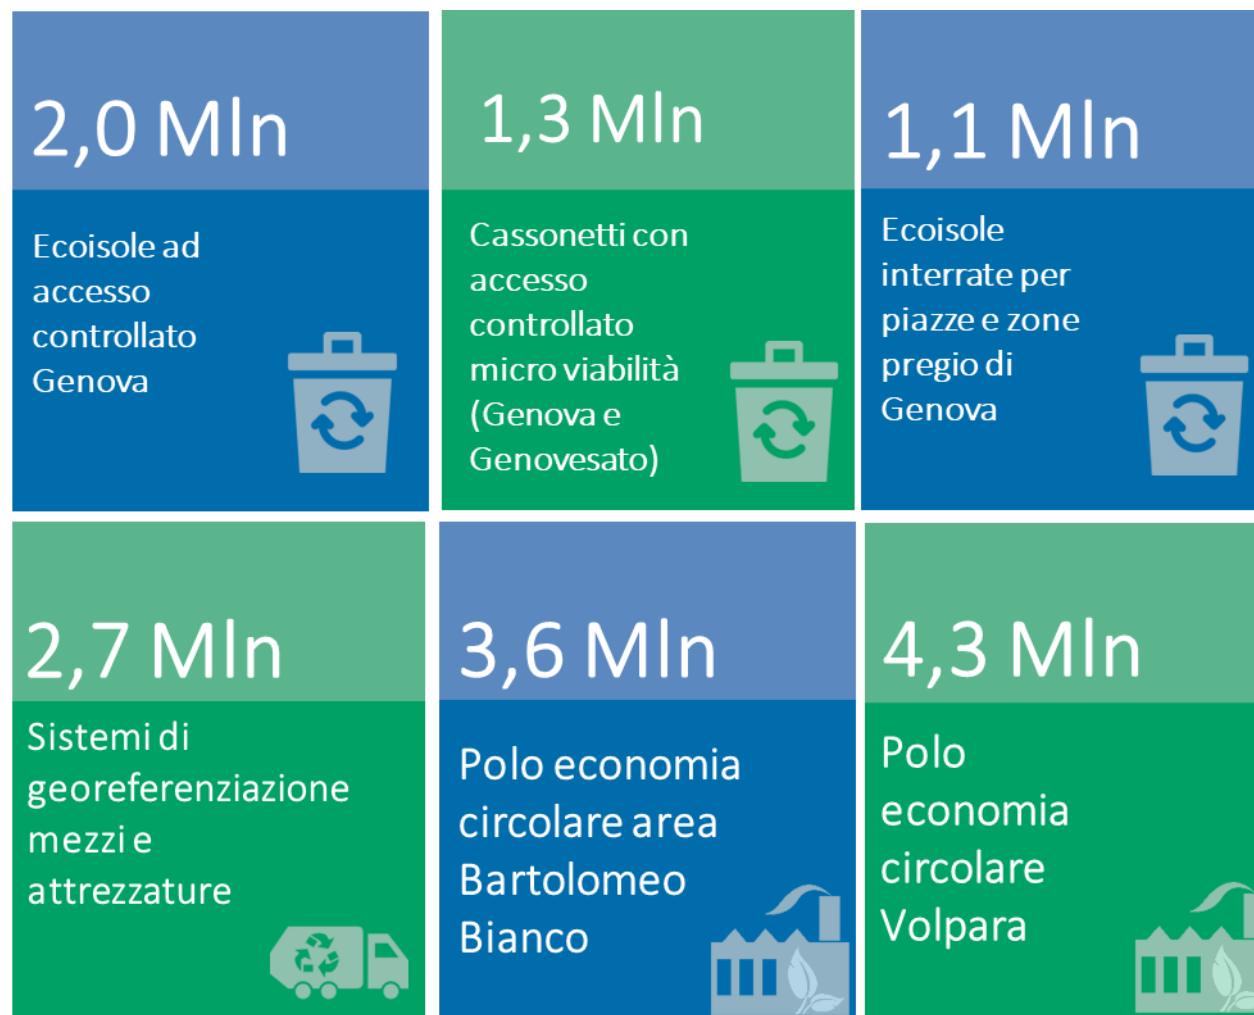 2,0 Mln
Ecoisole ad
accesso
controllato
Genova
1,3 Mln
Cassonetti con
accesso
controllato
micro viabilità
(Genova e
Genovesato)
1,1 Mln
Ecoisole
interrate per
piazze e zone
pregio di
Genova
2,7 Mln
Sistemi di
georeferenziazione
mezzi e
attrezzature
3,6 Mln
Polo economia
circolare area
Bartolomeo
Bianco
4,3 Mln
Polo
economia
circolare
Volpara